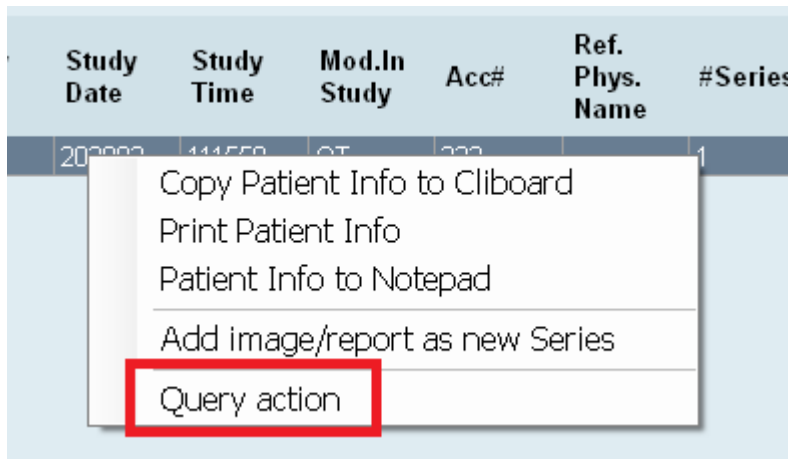 Study Date
Study Time
Mod.In Study
Acc#
Ref. Phys. Name
#Series
1
Copy Patient Info to Cliboard
Print Patient Info
Patient Info to Notepad
Add image/report as new Series
Query action